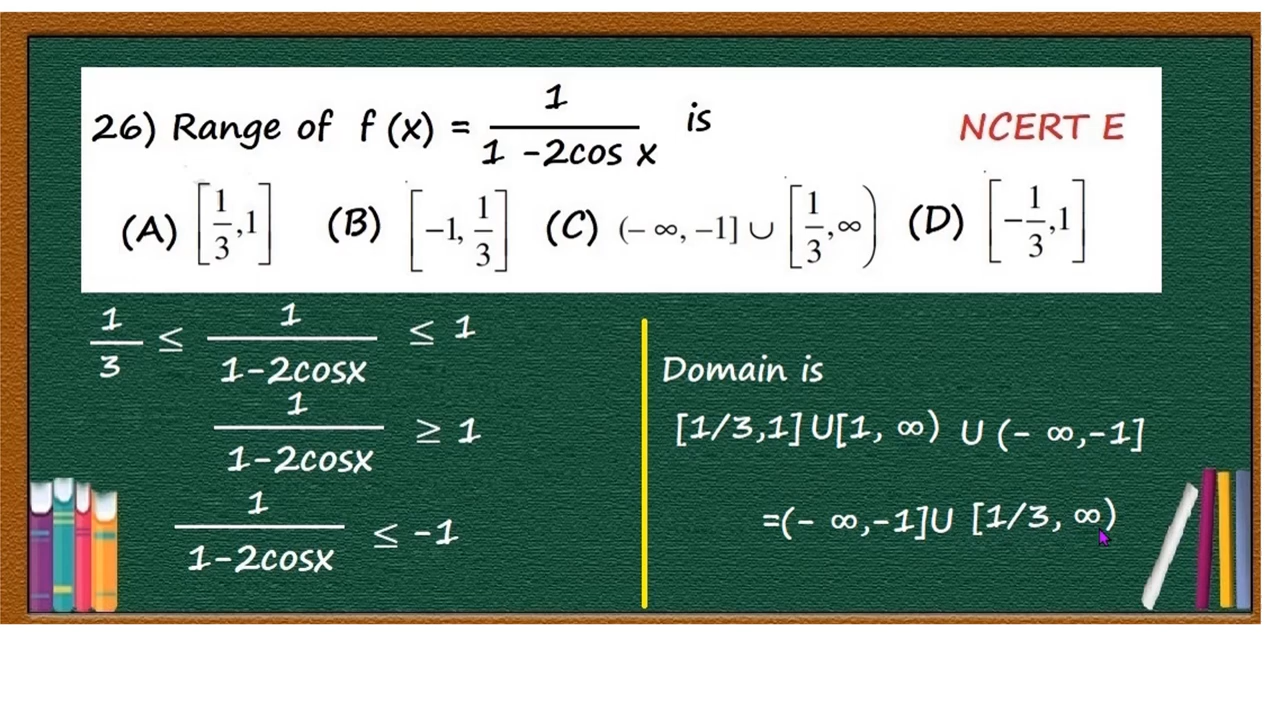 26) Range of f (x) = 1 / 1 -2cos x is NCERT E
(A) [1/3, 1] (B) [-1, 1/3] (C) (-∞, -1] ∪ [1/3, ∞) (D) [-1/3, 1]
1/3 ≤ 1/1-2cosx ≤ 1
1/1-2cosx ≥ 1
1/1-2cosx ≤ -1
Domain is
[1/3,1] U[1, ∞) U (- ∞,-1]
=(- ∞,-1]U [1/3, ∞)